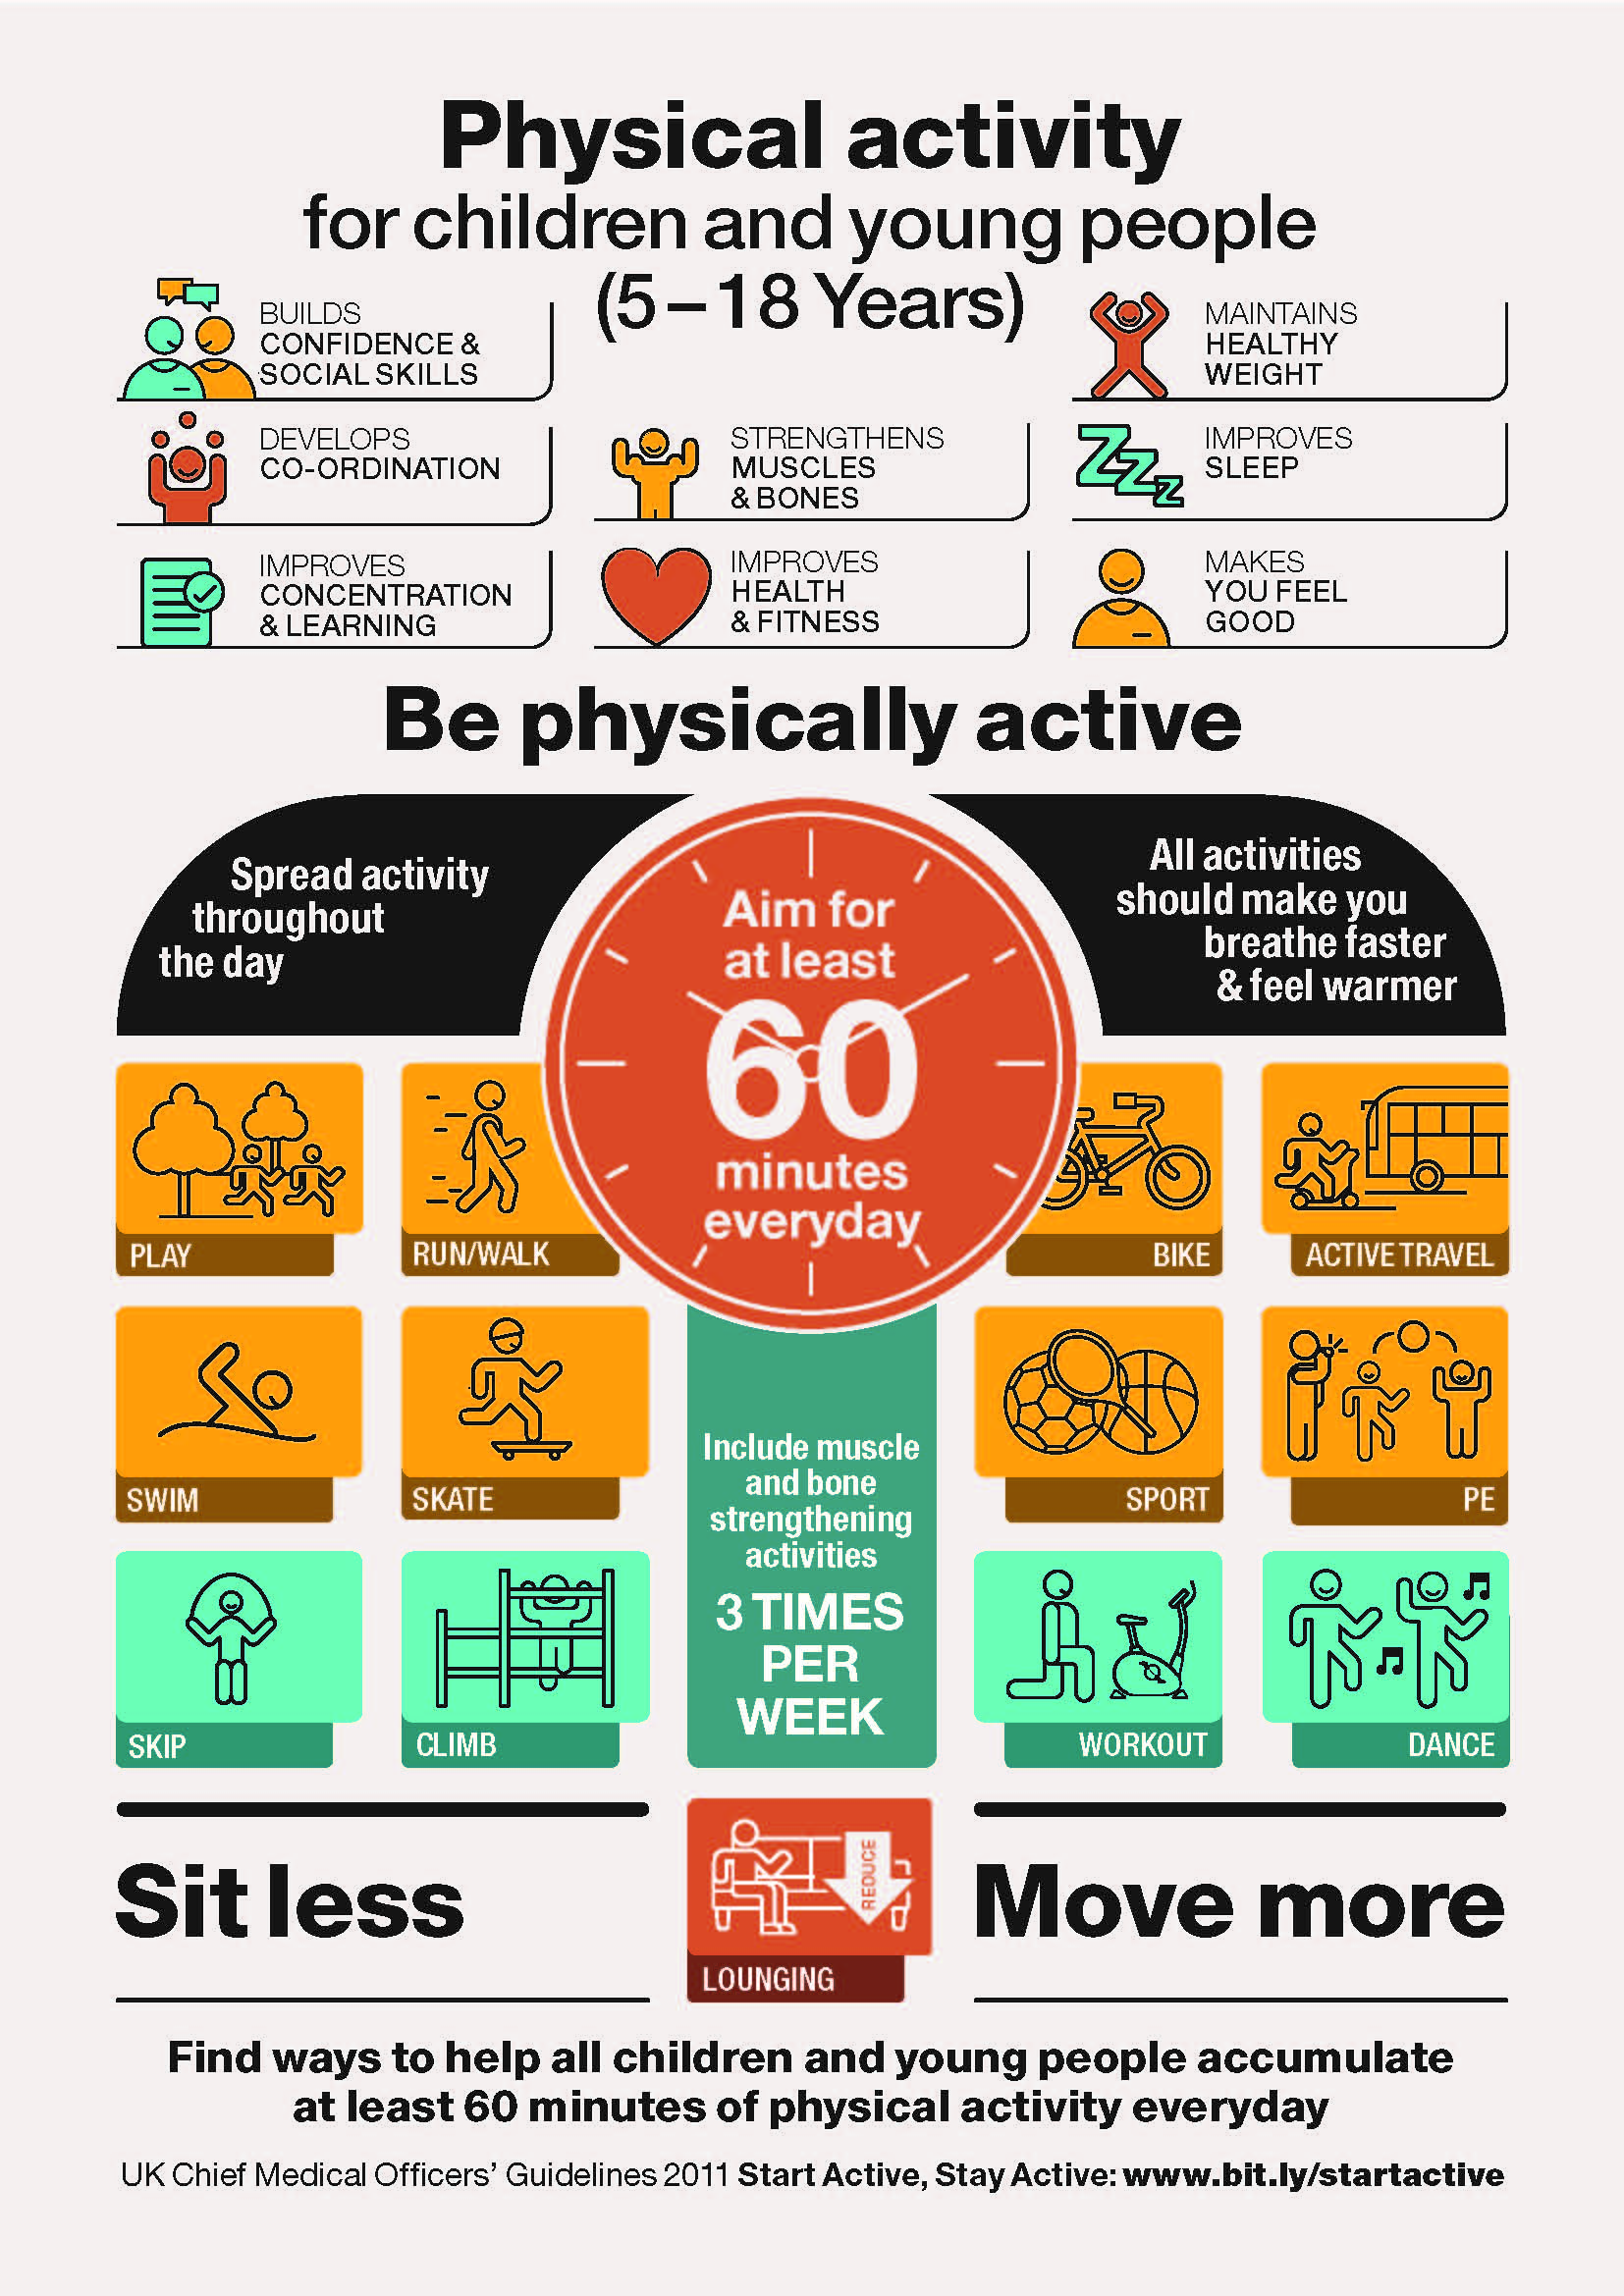 Physical activity
for children and young people
(5–18 Years)
BUILDS
CONFIDENCE &
SOCIAL SKILLS
MAINTAINS
HEALTHY
WEIGHT
DEVELOPS
CO-ORDINATION
STRENGTHENS
MUSCLES
& BONES
IMPROVES
SLEEP
IMPROVES
CONCENTRATION
& LEARNING
IMPROVES
HEALTH
& FITNESS
MAKES
YOU FEEL
GOOD
Be physically active
Spread activity
throughout
the day
Aim for
at least
60
minutes
everyday
All activities
should make you
breathe faster
& feel warmer
PLAY
RUN/WALK
BIKE
ACTIVE TRAVEL
SWIM
SKATE
SPORT
PE
Include muscle
and bone
strengthening
activities
3 TIMES
PER
WEEK
SKIP
CLIMB
WORKOUT
DANCE
Sit less
REDUCE
LOUNGING
Move more
Find ways to help all children and young people accumulate
at least 60 minutes of physical activity everyday
UK Chief Medical Officers' Guidelines 2011 Start Active, Stay Active: www.bit.ly/startactive